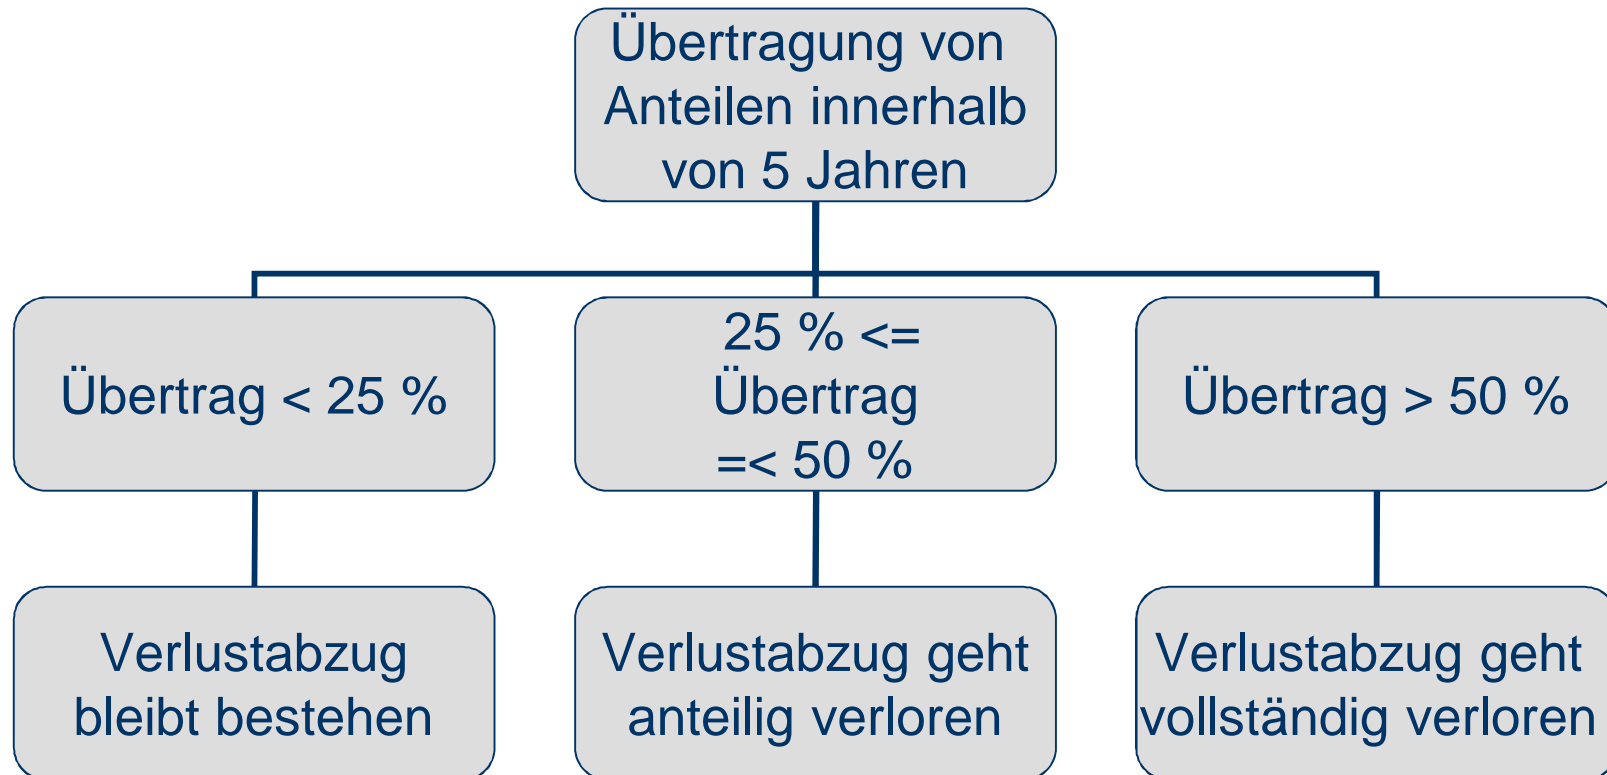 Übertragung von
Anteilen innerhalb
von 5 Jahren
Übertrag < 25 %
25 % <=
Übertrag
=< 50 %
Übertrag > 50 %
Verlustabzug
bleibt bestehen
Verlustabzug geht
anteilig verloren
Verlustabzug geht
vollständig verloren